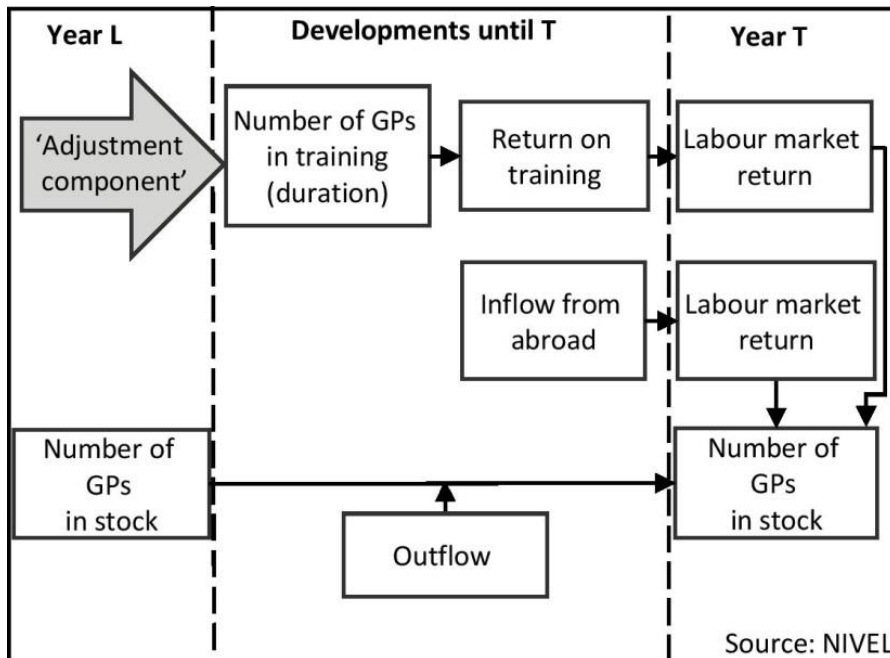 Year L
Developments until T
Year T
‘Adjustment
component’
Number of GPs
in training
(duration)
Return on
training
Labour market
return
Inflow from
abroad
Labour market
return
Number of
GPs
in stock
Outflow
Number of
GPs
in stock
Source: NIVEL